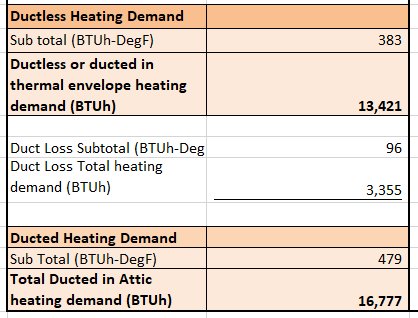 Ductless Heating Demand
Sub total (BTUh-DegF) 383
Ductless or ducted in
thermal envelope heating
demand (BTUh) 13,421
Duct Loss Subtotal (BTUh-Deg 96
Duct Loss Total heating
demand (BTUh) 3,355
Ducted Heating Demand
Sub Total (BTUh-DegF) 479
Total Ducted in Attic
heating demand (BTUh) 16,777